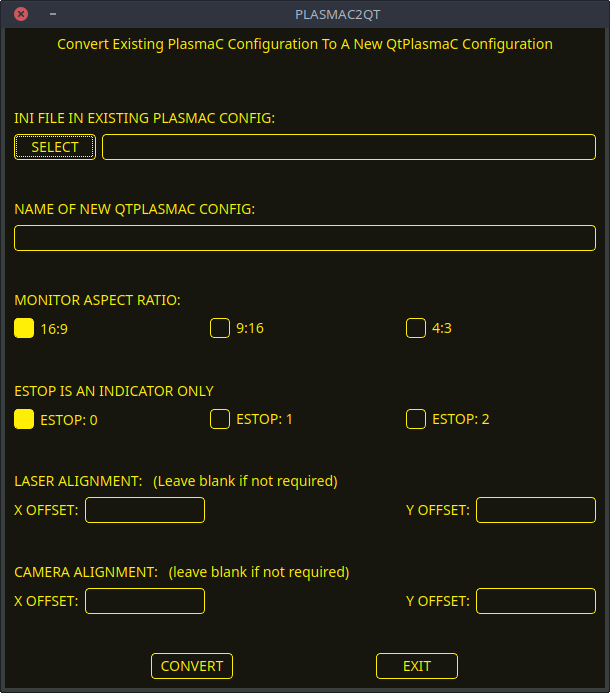 PLASMAC2QT
Convert Existing PlasmaC Configuration To A New QtPlasmaC Configuration
INI FILE IN EXISTING PLASMAC CONFIG:
SELECT
NAME OF NEW QTPLASMAC CONFIG:
MONITOR ASPECT RATIO:
16:9 9:16 4:3
ESTOP IS AN INDICATOR ONLY
ESTOP: 0 ESTOP: 1 ESTOP: 2
LASER ALIGNMENT: (Leave blank if not required)
X OFFSET: Y OFFSET:
CAMERA ALIGNMENT: (leave blank if not required)
X OFFSET: Y OFFSET:
CONVERT EXIT